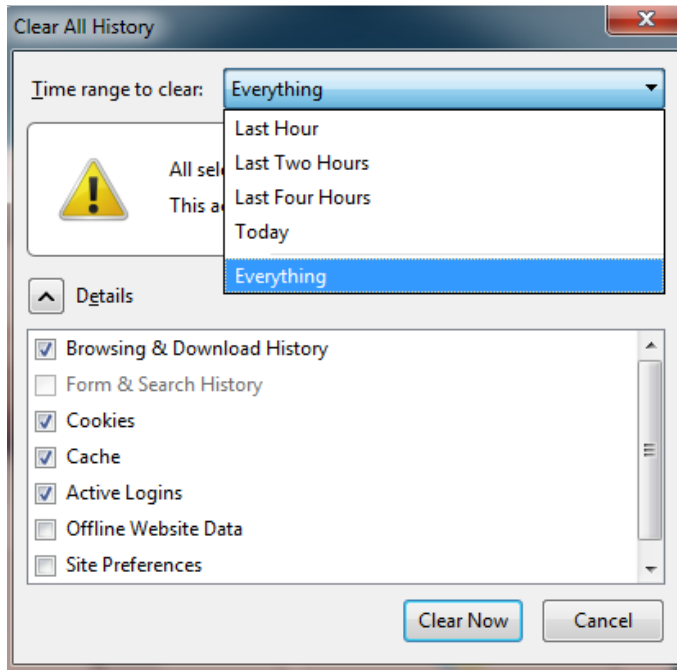 Clear All History
Time range to clear: Everything
Last Hour
Last Two Hours
All
Last Four Hours
This
Today
Everything
Details
Browsing & Download History
Form & Search History
Cookies
Cache
Active Logins
Offline Website Data
Site Preferences
Clear Now Cancel